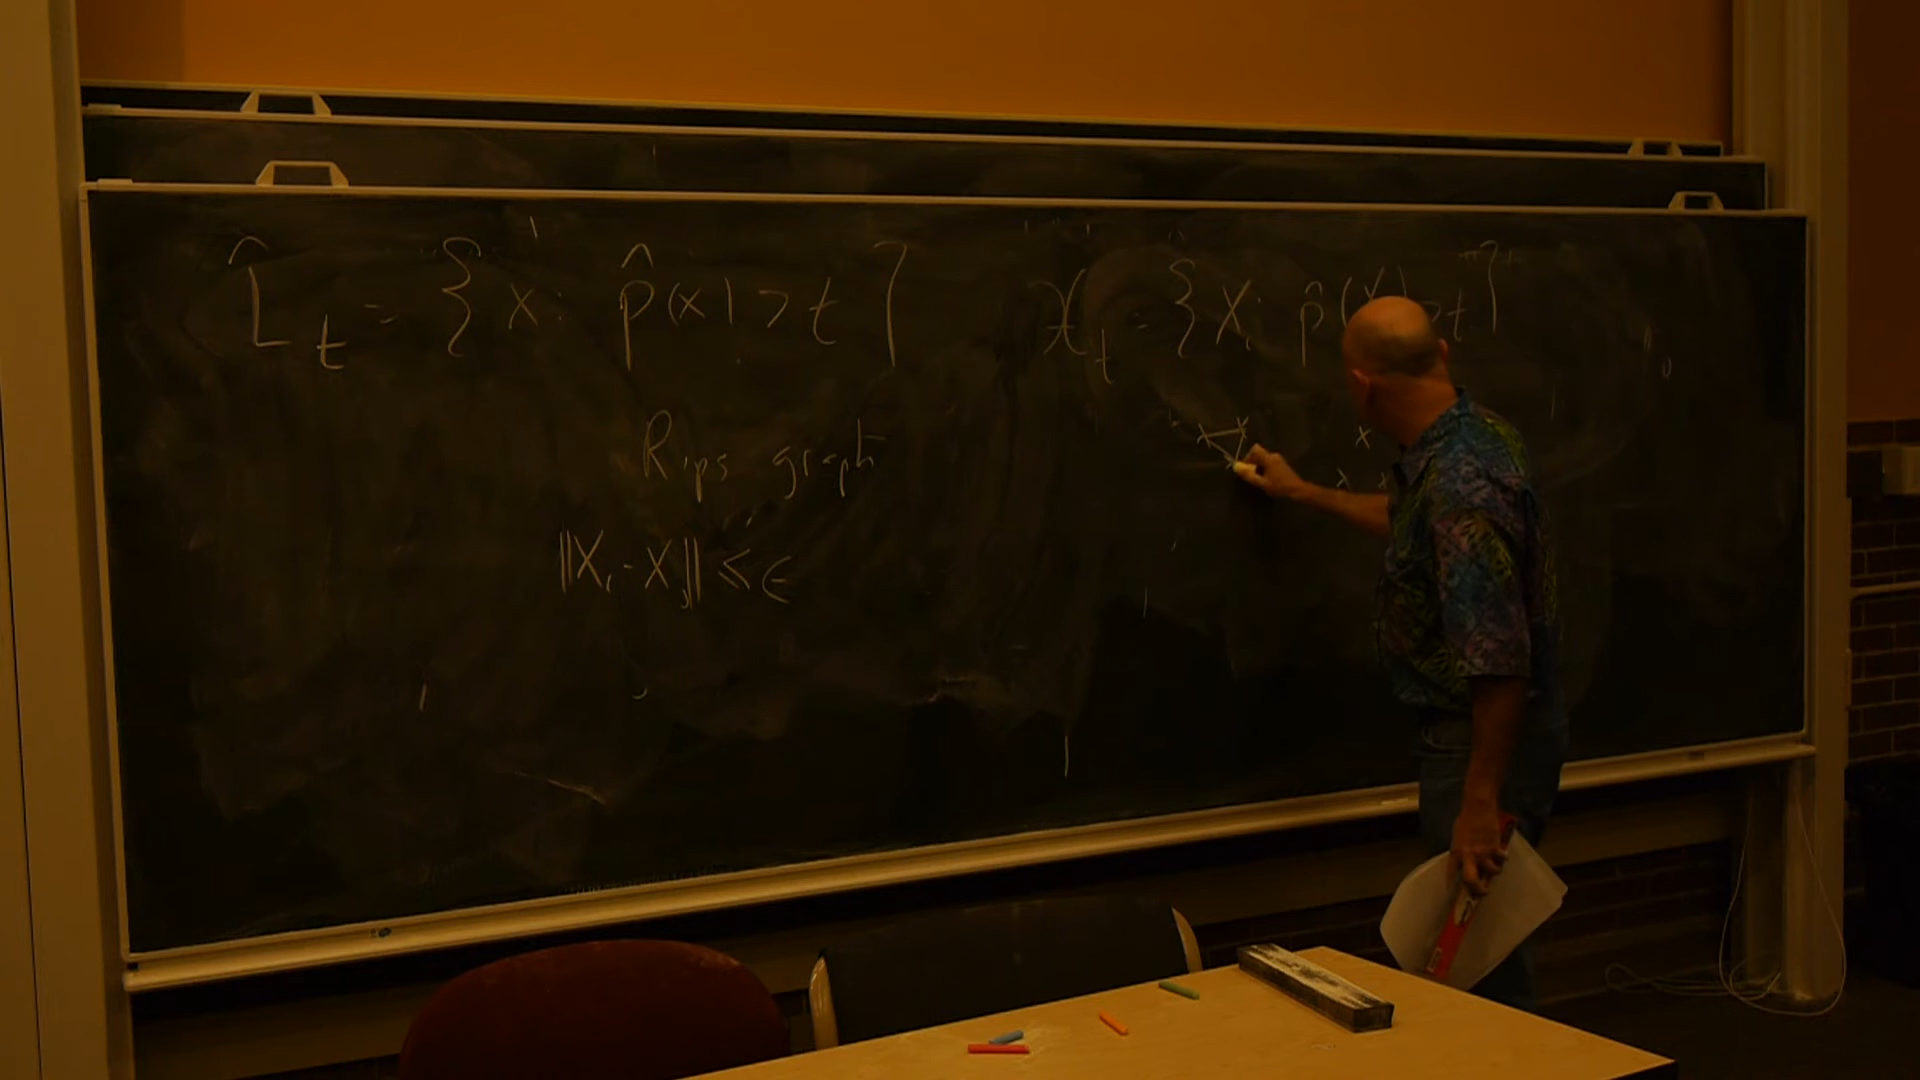 L̂_t = { x : p̂(x) > t }
𝒳_t = { X_i : p̂(X_i) > t }
Rips graph
||X_i - X_j|| ≤ ε
x x x x